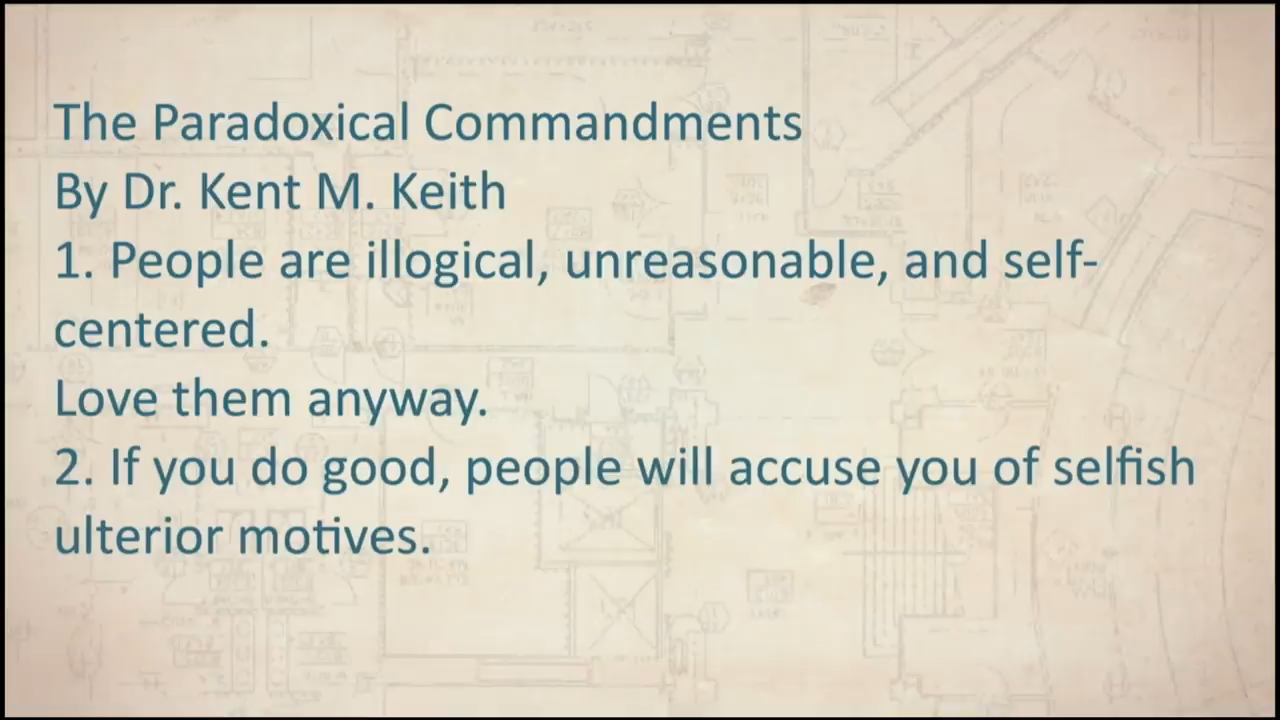 The Paradoxical Commandments
By Dr. Kent M. Keith
1. People are illogical, unreasonable, and self-
centered.
Love them anyway.
2. If you do good, people will accuse you of selfish
ulterior motives.